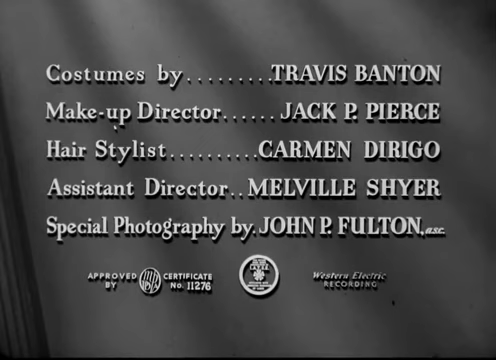 Costumes by.........TRAVIS BANTON
Make-up Director......JACK P. PIERCE
Hair Stylist..........CARMEN DIRIGO
Assistant Director..MELVILLE SHYER
Special Photography by.JOHN P. FULTON, a.s.c.
APPROVED BY
CERTIFICATE No. 11276
Western Electric
RECORDING